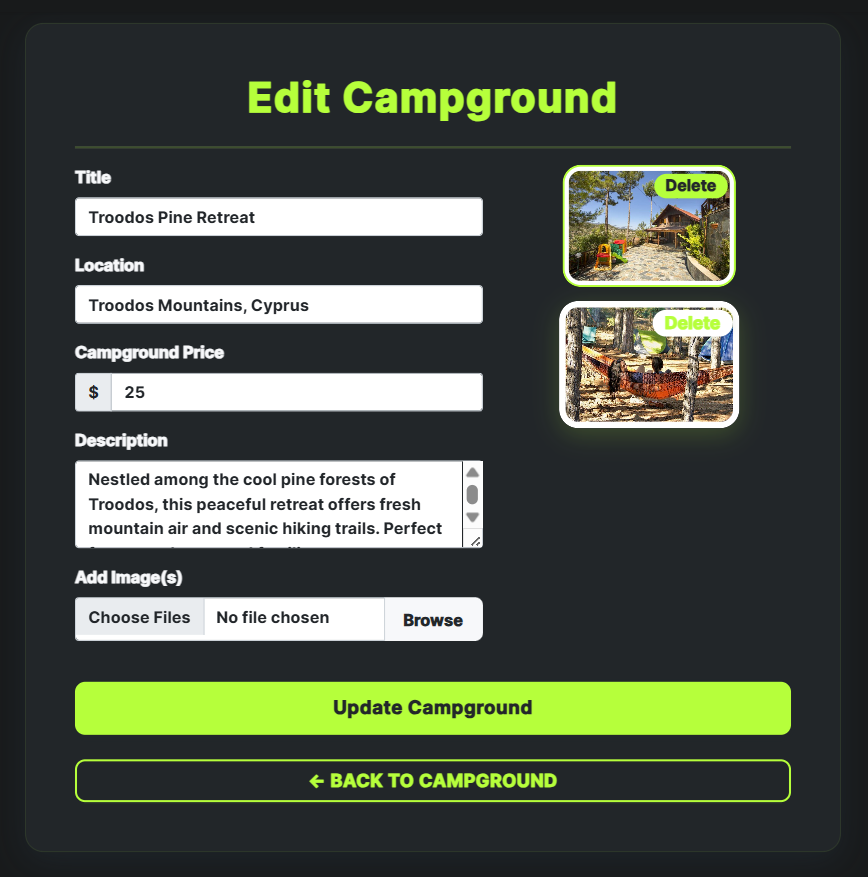 Edit Campground
Title
Troodos Pine Retreat
Location
Troodos Mountains, Cyprus
Campground Price
$ 25
Description
Nestled among the cool pine forests of
Troodos, this peaceful retreat offers fresh
mountain air and scenic hiking trails. Perfect
Add Image(s)
Choose Files No file chosen Browse
Delete
Delete
Update Campground
← BACK TO CAMPGROUND